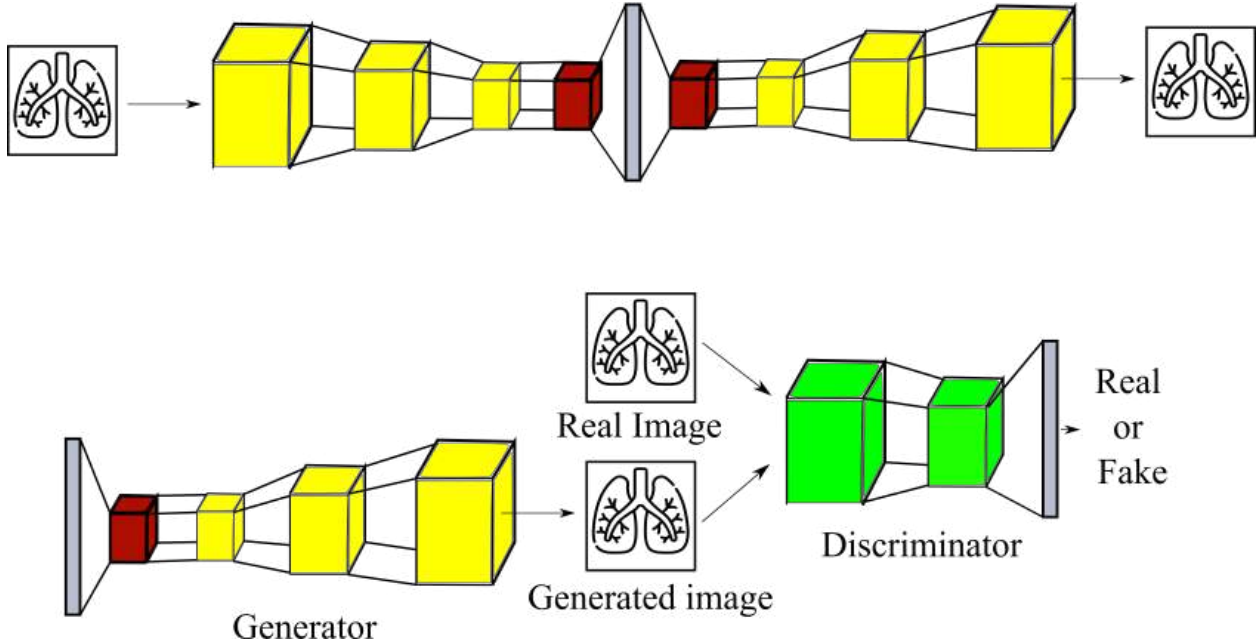 Real Image
Real
or
Fake
Discriminator
Generated image
Generator